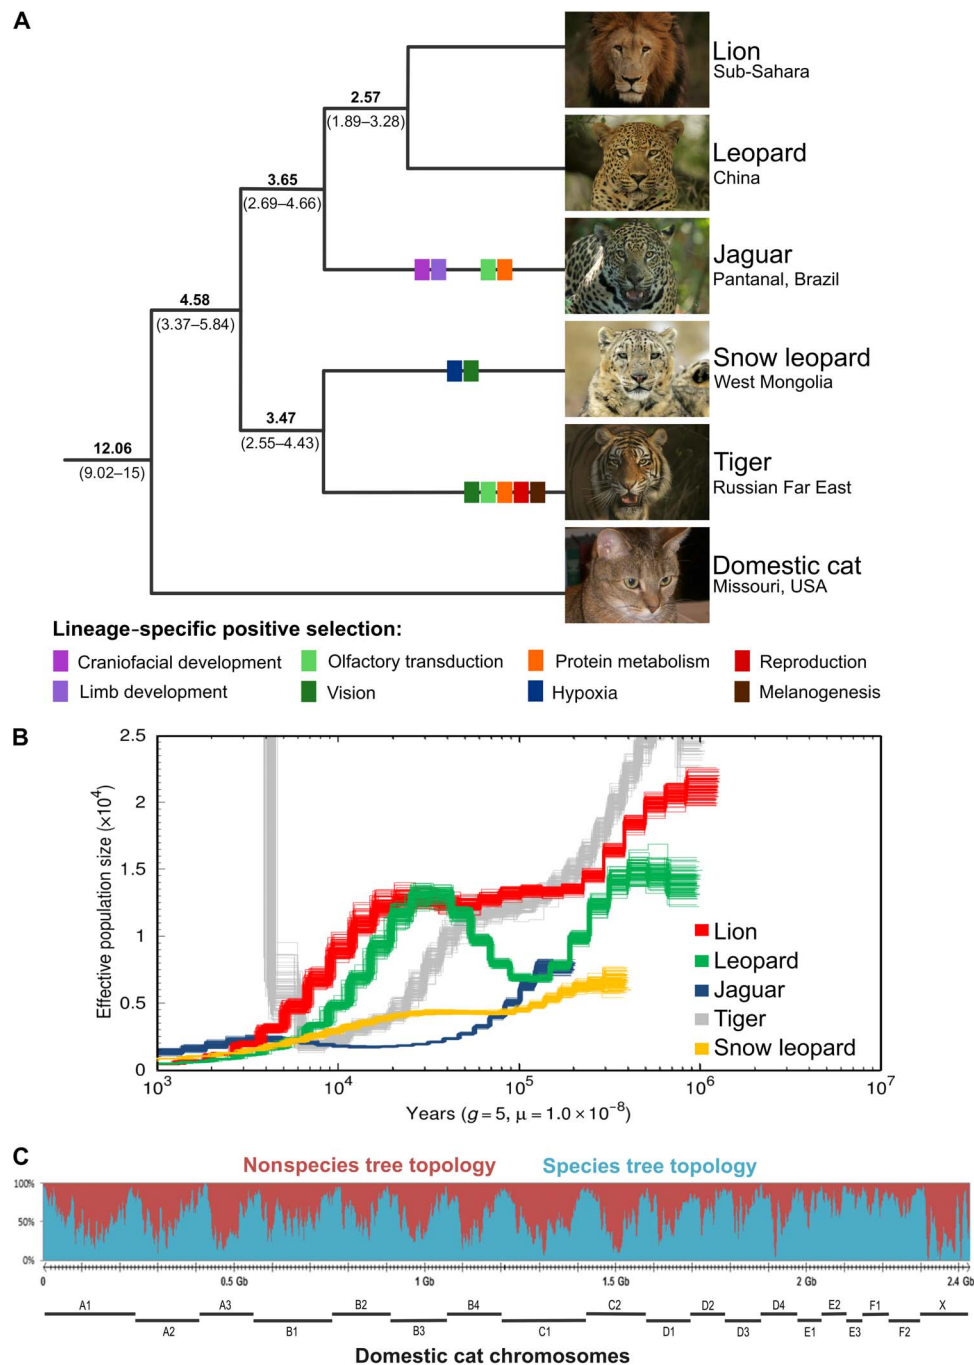 A
Lion
Sub-Sahara
2.57
(1.89–3.28)
Leopard
China
3.65
(2.69–4.66)
Jaguar
Pantanal, Brazil
4.58
(3.37–5.84)
Snow leopard
West Mongolia
3.47
(2.55–4.43)
12.06
(9.02–15)
Tiger
Russian Far East
Domestic cat
Missouri, USA
Lineage-specific positive selection:
Craniofacial development
Olfactory transduction
Protein metabolism
Reproduction
Limb development
Vision
Hypoxia
Melanogenesis
B
Effective population size (×10⁴)
2.5
2
1.5
1
0.5
0
Lion
Leopard
Jaguar
Tiger
Snow leopard
10³ 10⁴ 10⁵ 10⁶ 10⁷
Years (g = 5, μ = 1.0 × 10⁻⁸)
C
Nonspecies tree topology Species tree topology
100%
50%
0%
0 0.5 Gb 1 Gb 1.5 Gb 2 Gb 2.4 Gb
A1 A3 B2 B4 C2 D2 D4 E2 F1 X
A2 B1 B3 C1 D1 D3 E1 E3 F2
Domestic cat chromosomes